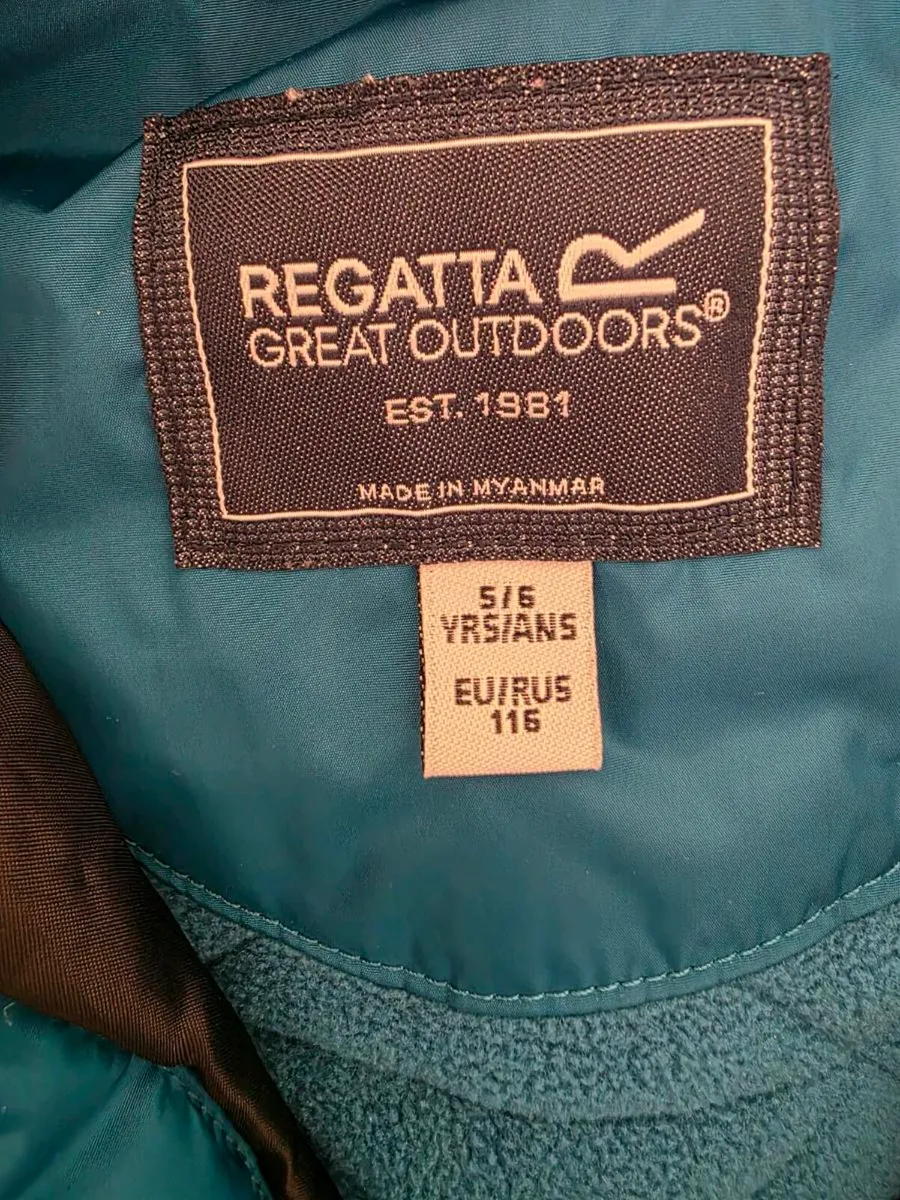 REGATTA R
GREAT OUTDOORS®
EST. 1981
MADE IN MYANMAR
5/6
YRS/ANS
EU/RUS
116